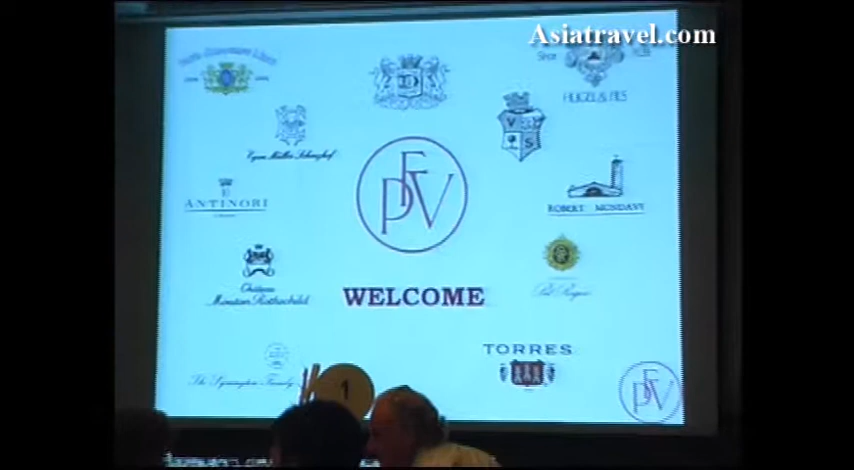 Asiatravel.com
HUGEL & FILS
Egon Müller Scharzhof
V S
ANTINORI
PFV
ROBERT MONDAVI
Château
Mouton Rothschild
WELCOME
Pol Roger
TORRES
The Symington Family
1
PFV